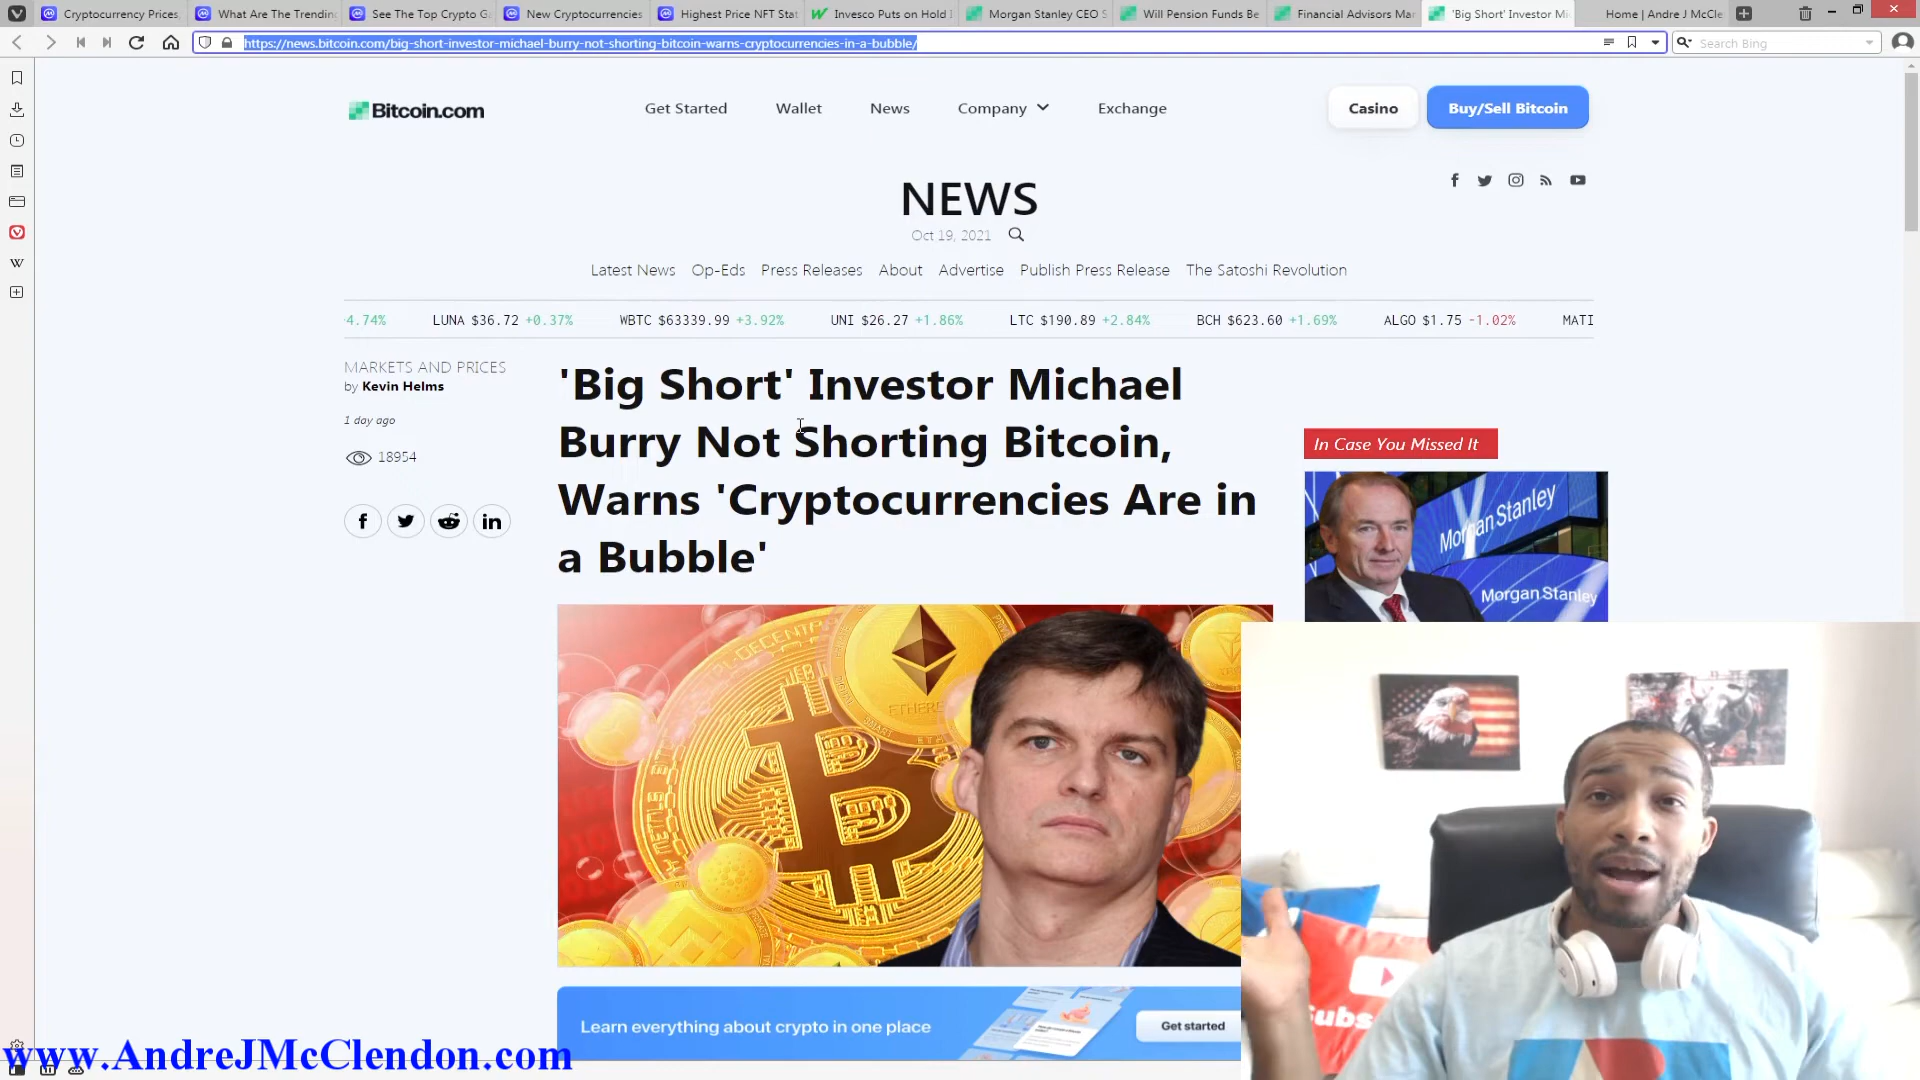 Cryptocurrency Prices,
What Are The Trending
See The Top Crypto G
New Cryptocurrencies
Highest Price NFT Stat
Invesco Puts on Hold
Morgan Stanley CEO S
Will Pension Funds Be
Financial Advisors Mar
'Big Short' Investor Mi
Home | Andre J McCle
https://news.bitcoin.com/big-short-investor-michael-burry-not-shorting-bitcoin-warns-cryptocurrencies-in-a-bubble/
Search Bing
Bitcoin.com
Get Started
Wallet
News
Company
Exchange
Casino
Buy/Sell Bitcoin
NEWS
Oct 19, 2021
Latest News Op-Eds Press Releases About Advertise Publish Press Release The Satoshi Revolution
4.74% LUNA $36.72 +0.37% WBTC $63339.99 +3.92% UNI $26.27 +1.86% LTC $190.89 +2.84% BCH $623.60 +1.69% ALGO $1.75 -1.02% MATI
MARKETS AND PRICES
by Kevin Helms
1 day ago
18954
'Big Short' Investor Michael
Burry Not Shorting Bitcoin,
Warns 'Cryptocurrencies Are in
a Bubble'
In Case You Missed It
Morgan Stanley
Morgan Stanley
ETHERE
Learn everything about crypto in one place
Get started
Subs
www.AndreJMcClendon.com